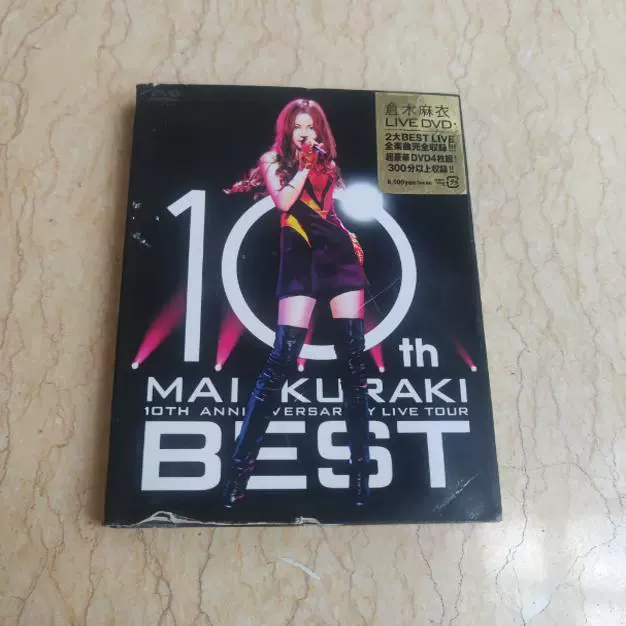 DVD
倉木麻衣
LIVE DVD
2大BEST LIVE
全楽曲完全収録!!!
超豪華DVD4枚組!
300分以上収録!!
10th
MAI KURAKI
10TH ANNIVERSARY LIVE TOUR
BEST